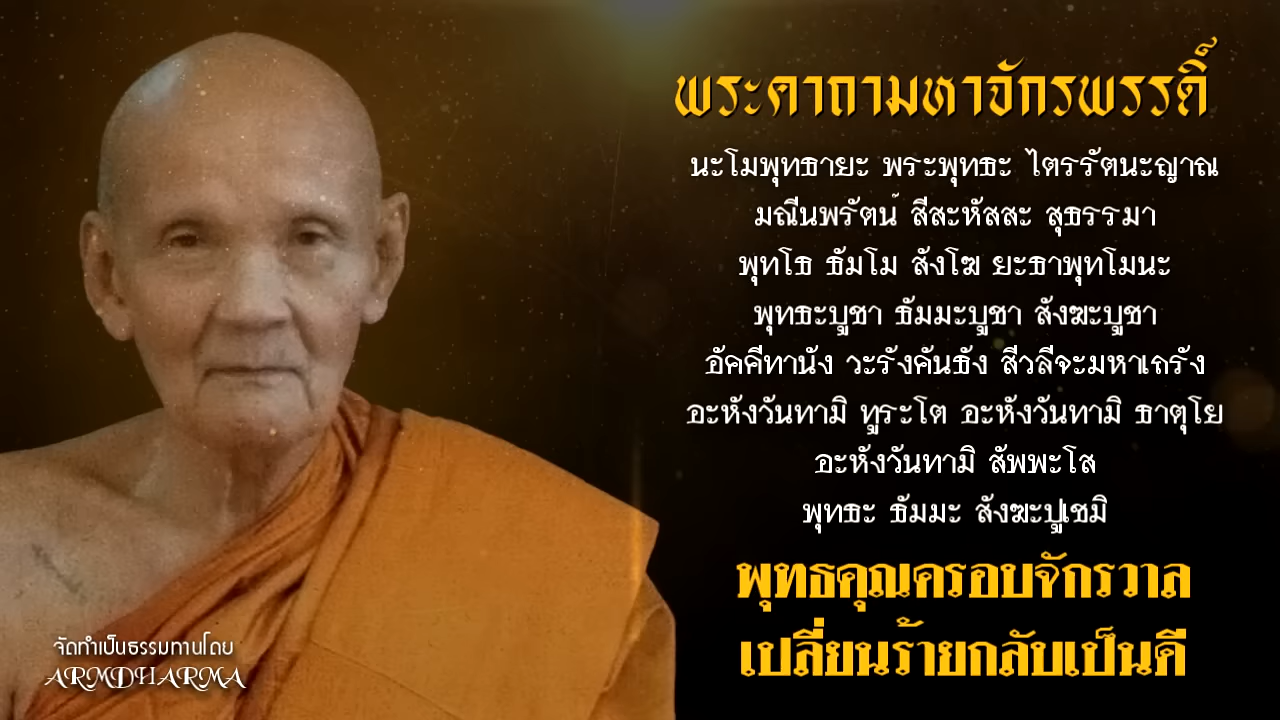 พระคาถามหาจักรพรรดิ์
นะโมพุทธายะ พระพุทธะ ไตรรัตนะญาณ
มณีนพรัตน์ สีสะหัสสะ สุธรรมา
พุทโธ ธัมโม สังโฆ ยะธาพุทโมนะ
พุทธะบูชา ธัมมะบูชา สังฆะบูชา
อัคคีทานัง วะรังคันธัง สีวลีจะมหาเถรัง
อะหังวันทามิ ทูระโต อะหังวันทามิ ธาตุโย
อะหังวันทามิ สัพพะโส
พุทธะ ธัมมะ สังฆะปูเชมิ
พุทธคุณครอบจักรวาล
เปลี่ยนร้ายกลับเป็นดี
จัดทำเป็นธรรมทานโดย
ARMDHARMA